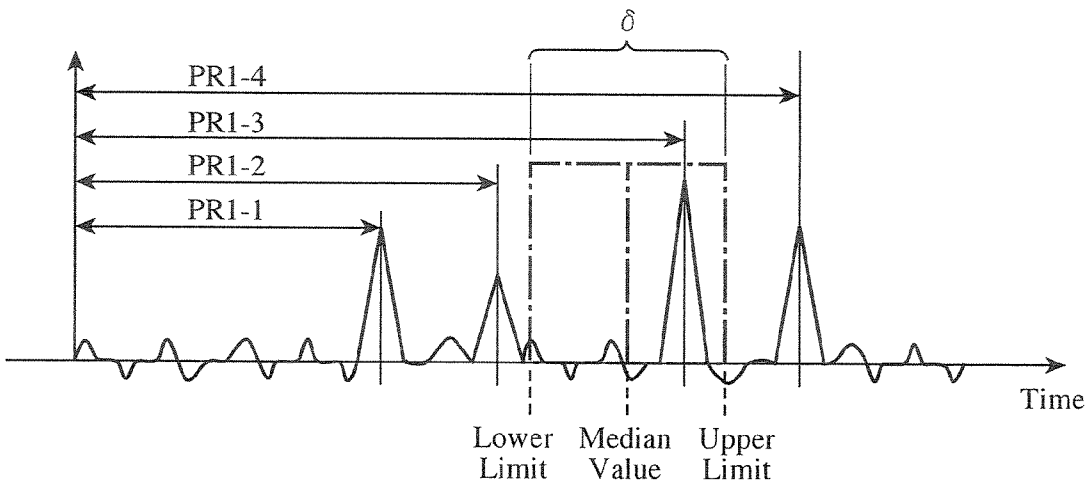 δ
PR1-4
PR1-3
PR1-2
PR1-1
Time
Lower Limit
Median Value
Upper Limit